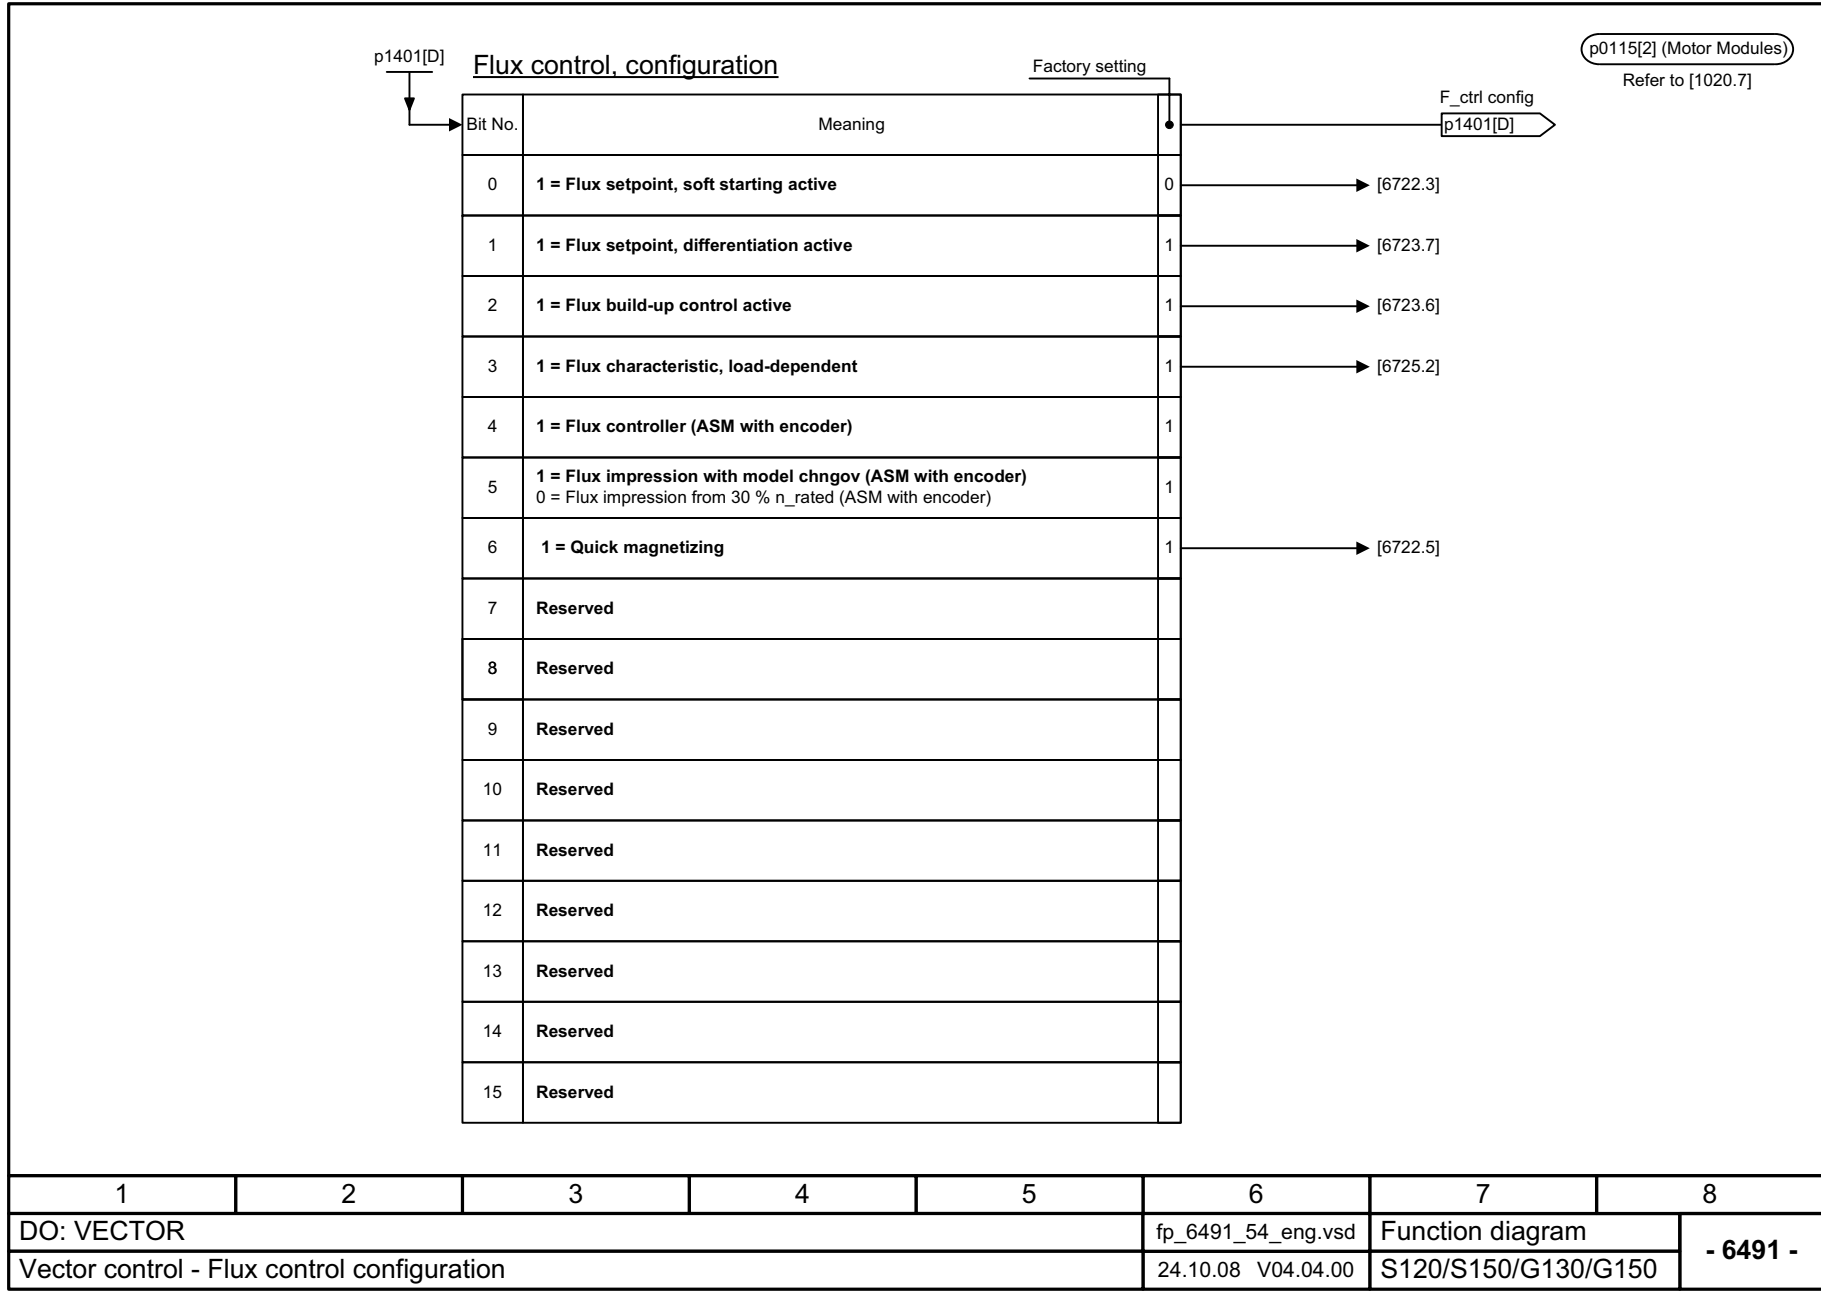 p1401[D]
Flux control, configuration
Factory setting
p0115[2] (Motor Modules)
Refer to [1020.7]
F_ctrl config
p1401[D]
Bit No. Meaning
0 1 = Flux setpoint, soft starting active 0 [6722.3]
1 1 = Flux setpoint, differentiation active 1 [6723.7]
2 1 = Flux build-up control active 1 [6723.6]
3 1 = Flux characteristic, load-dependent 1 [6725.2]
4 1 = Flux controller (ASM with encoder) 1
5 1 = Flux impression with model chngov (ASM with encoder) 1
0 = Flux impression from 30 % n_rated (ASM with encoder)
6 1 = Quick magnetizing 1 [6722.5]
7 Reserved
8 Reserved
9 Reserved
10 Reserved
11 Reserved
12 Reserved
13 Reserved
14 Reserved
15 Reserved
1 2 3 4 5 6 7 8
DO: VECTOR fp_6491_54_eng.vsd Function diagram - 6491 -
Vector control - Flux control configuration 24.10.08 V04.04.00 S120/S150/G130/G150